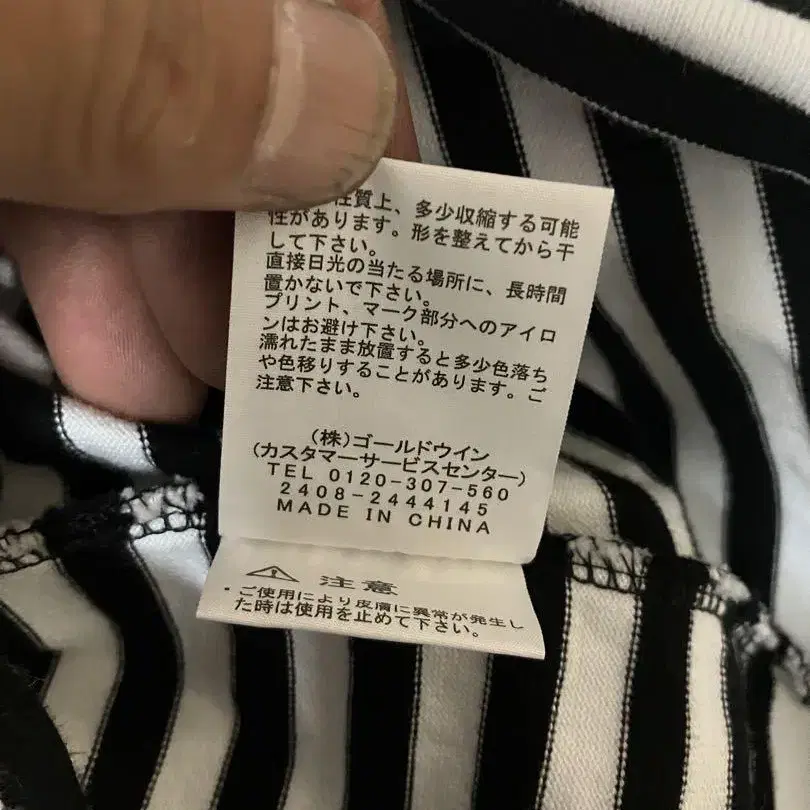 性質上、多少収縮する可能
性があります。形を整えてから干
して下さい。
直接日光の当たる場所に、長時間
置かないで下さい。
プリント、マーク部分へのアイロ
ンはお避け下さい。
濡れたまま放置すると多少色落ち
や色移りすることがあります。ご
注意下さい。
(株)ゴールドウイン
(カスタマーサービスセンター)
TEL 0120-307-560
2408-2444145
MADE IN CHINA
注意
・ご使用により皮膚に異常が発生し
た時は使用を止めて下さい。